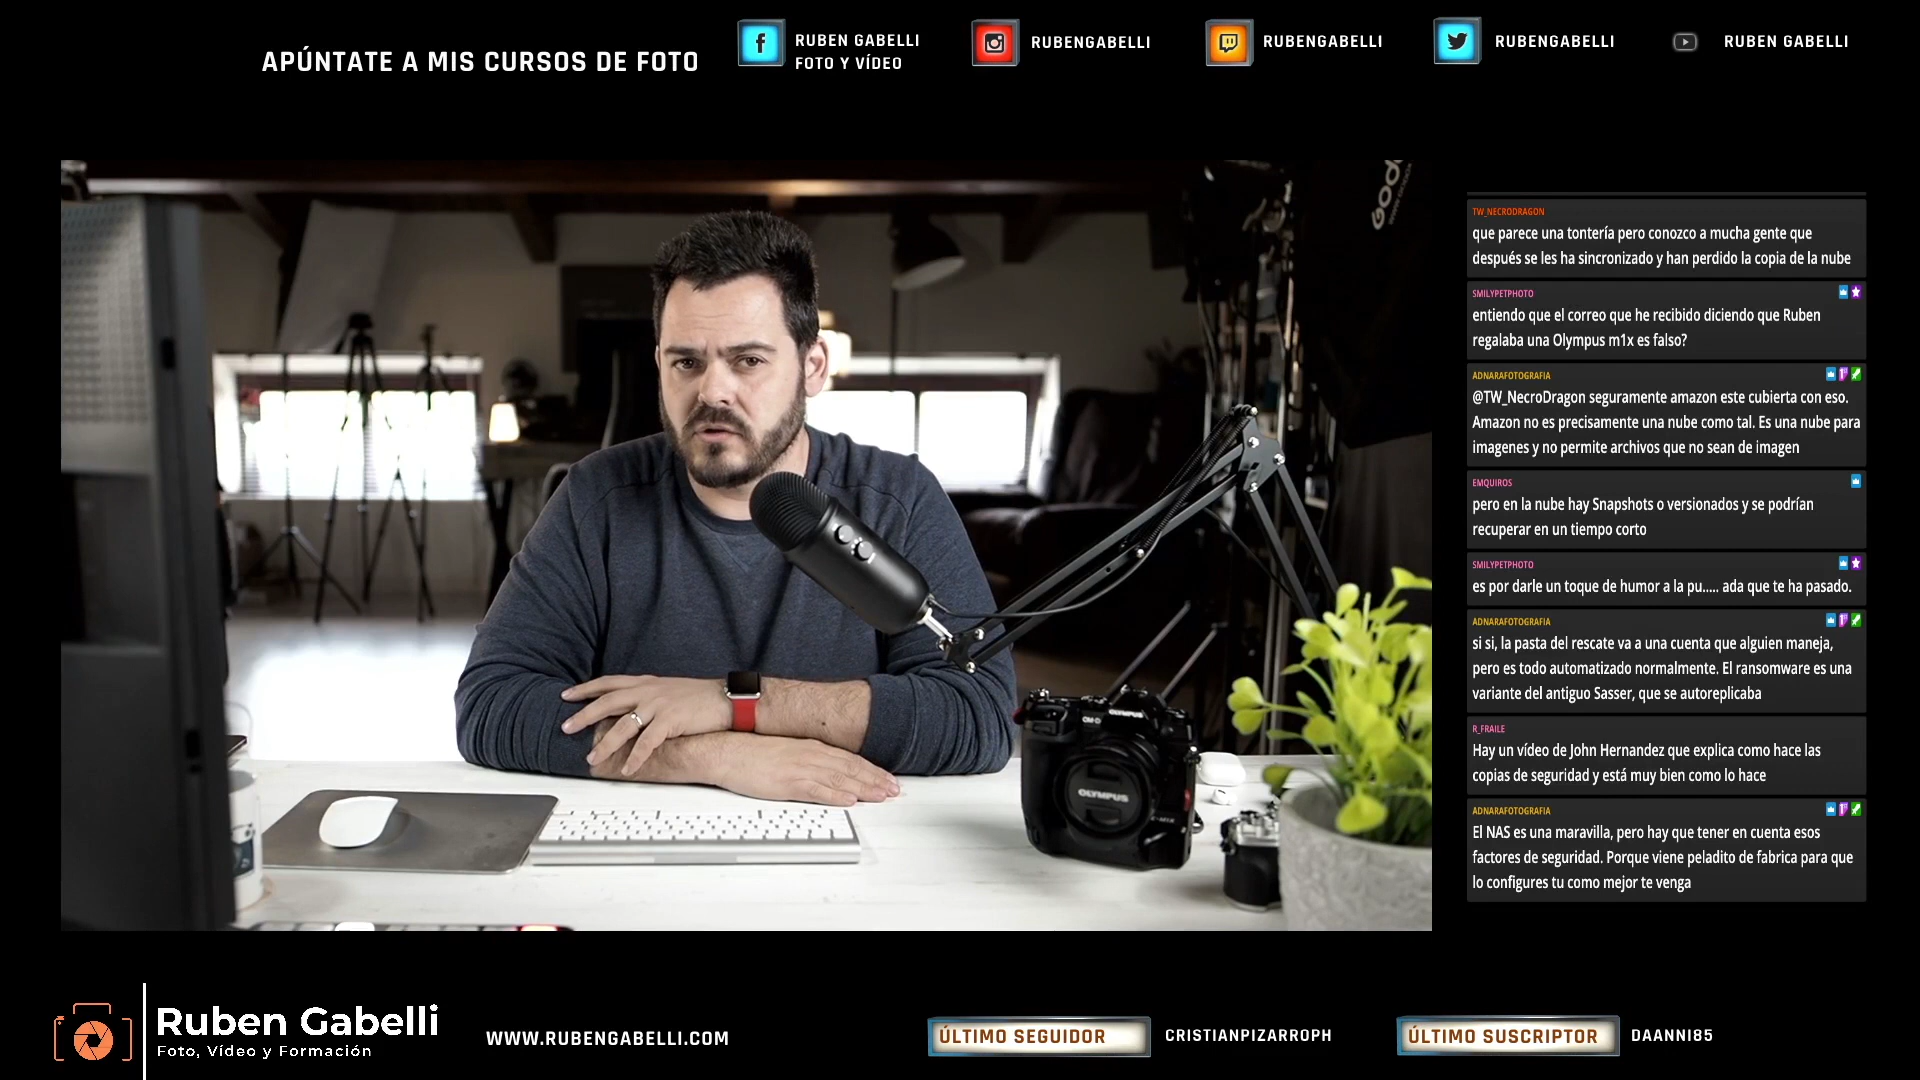 APÚNTATE A MIS CURSOS DE FOTO
RUBEN GABELLI
FOTO Y VÍDEO
RUBENGABELLI
RUBENGABELLI
RUBENGABELLI
RUBEN GABELLI
TW_NECRODRAGON
que parece una tontería pero conozco a mucha gente que
después se les ha sincronizado y han perdido la copia de la nube
SMILYPETPHOTO
entiendo que el correo que he recibido diciendo que Ruben
regalaba una Olympus m1x es falso?
ADNARAFOTOGRAFIA
@TW_NecroDragon seguramente amazon este cubierta con eso.
Amazon no es precisamente una nube como tal. Es una nube para
imagenes y no permite archivos que no sean de imagen
EMQUIROS
pero en la nube hay Snapshots o versionados y se podrían
recuperar en un tiempo corto
SMILYPETPHOTO
es por darle un toque de humor a la pu..... ada que te ha pasado.
ADNARAFOTOGRAFIA
si si, la pasta del rescate va a una cuenta que alguien maneja,
pero es todo automatizado normalmente. El ransomware es una
variante del antiguo Sasser, que se autoreplicaba
R_FRAILE
Hay un vídeo de John Hernandez que explica como hace las
copias de seguridad y está muy bien como lo hace
ADNARAFOTOGRAFIA
El NAS es una maravilla, pero hay que tener en cuenta esos
factores de seguridad. Porque viene peladito de fabrica para que
lo configures tu como mejor te venga
OLYMPUS
OM-D
OLYMPUS
Ruben Gabelli
Foto, Vídeo y Formación
WWW.RUBENGABELLI.COM
ÚLTIMO SEGUIDOR
CRISTIANPIZARROPH
ÚLTIMO SUSCRIPTOR
DAANNI85